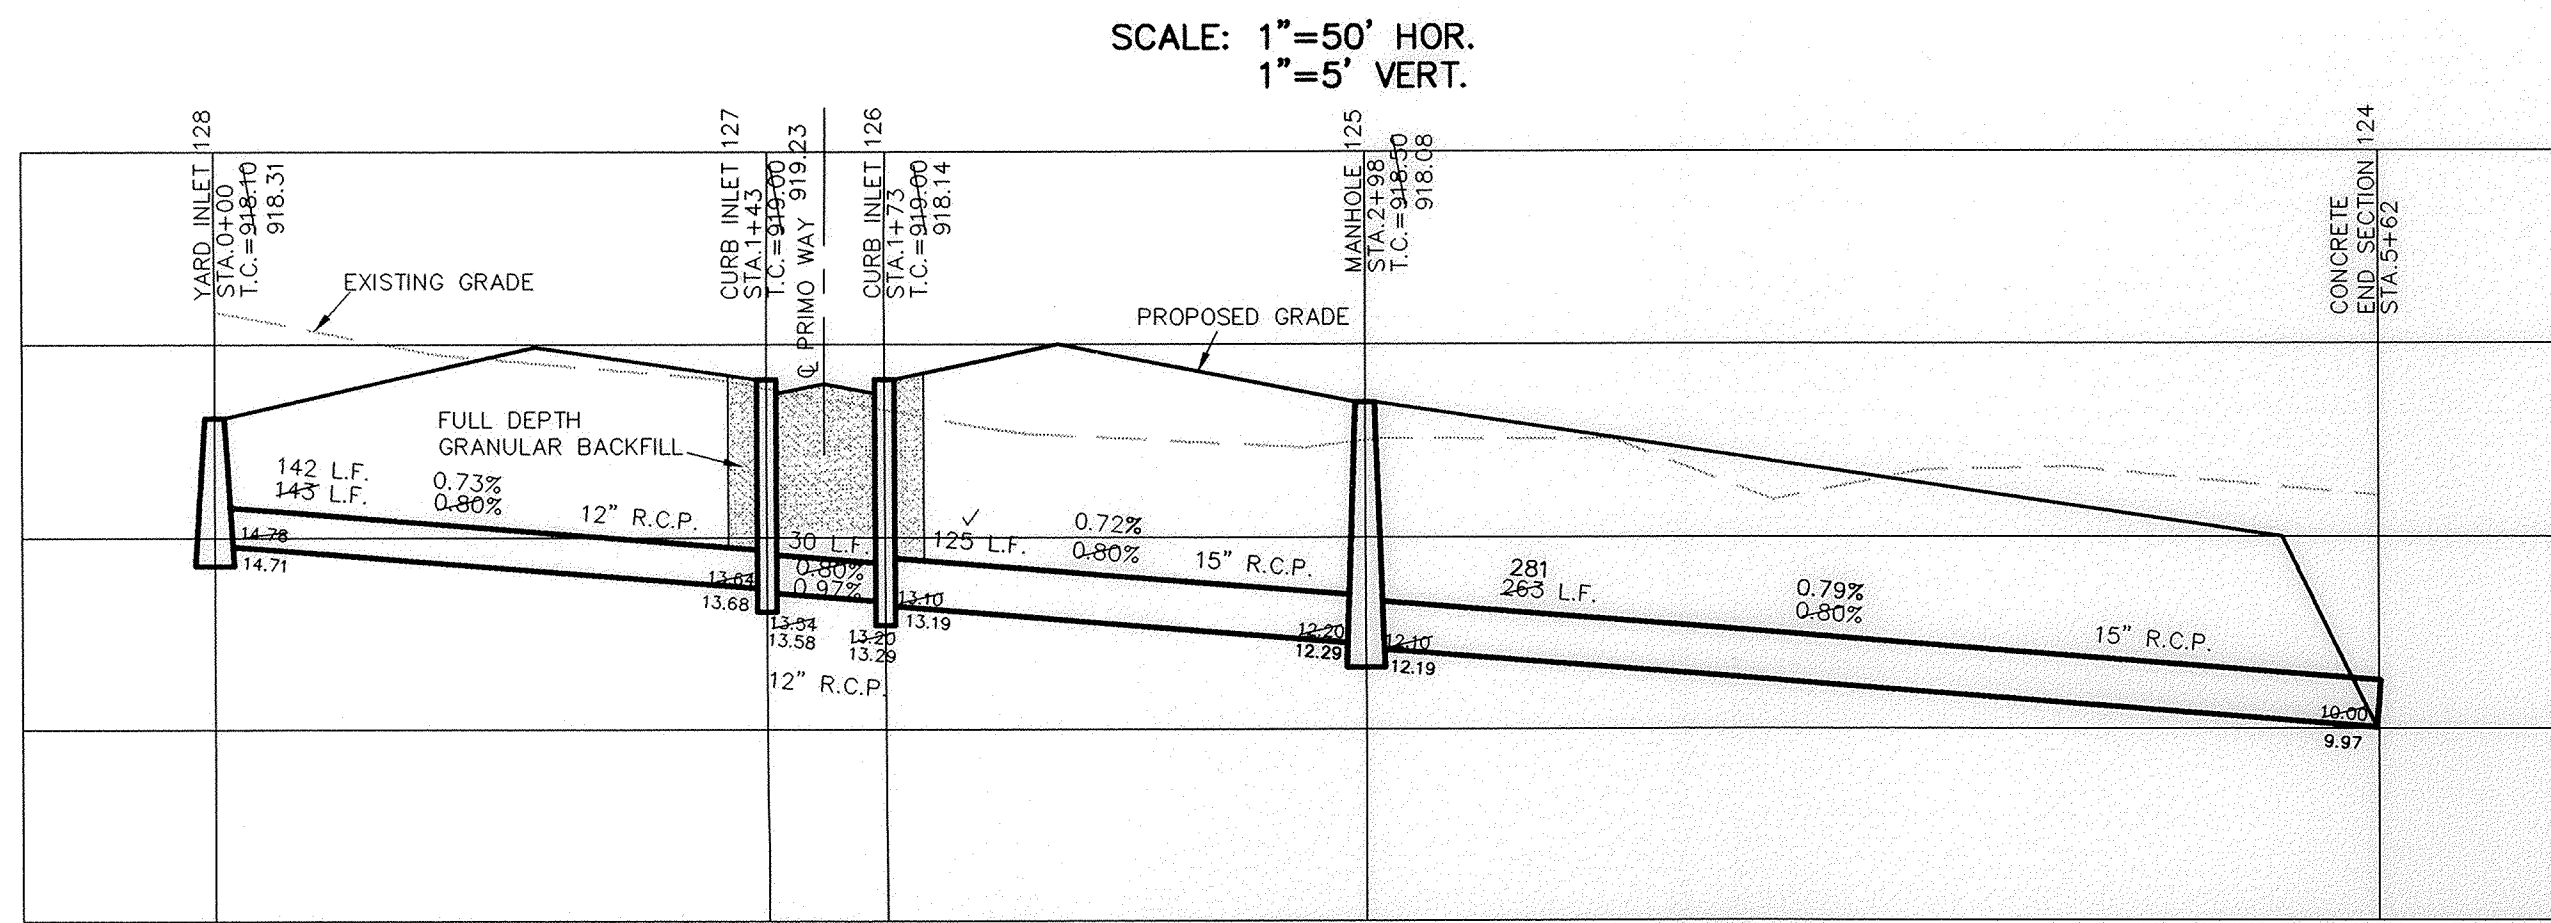 SCALE: 1"=50' HOR.
1"=5' VERT.
YARD INLET 128
STA.0+00
T.C.=918.10
918.31
CURB INLET 127
STA.1+43
T.C.=919.00
℄ PRIMO WAY 919.23
CURB INLET 126
STA.1+73
T.C.=919.00
918.14
MANHOLE 125
STA.2+98
T.C.=918.50
918.08
CONCRETE
END SECTION 124
STA.5+62
EXISTING GRADE
PROPOSED GRADE
FULL DEPTH
GRANULAR BACKFILL
142 L.F.
143 L.F.
0.73%
0.80%
12" R.C.P.
14.78
14.71
13.64
13.68
30 L.F.
0.80%
0.97%
13.54
13.58
13.20
13.29
12" R.C.P.
✓
125 L.F.
0.72%
0.80%
15" R.C.P.
13.10
13.19
12.20
12.29
12.10
12.19
281
263 L.F.
0.79%
0.80%
15" R.C.P.
10.00
9.97